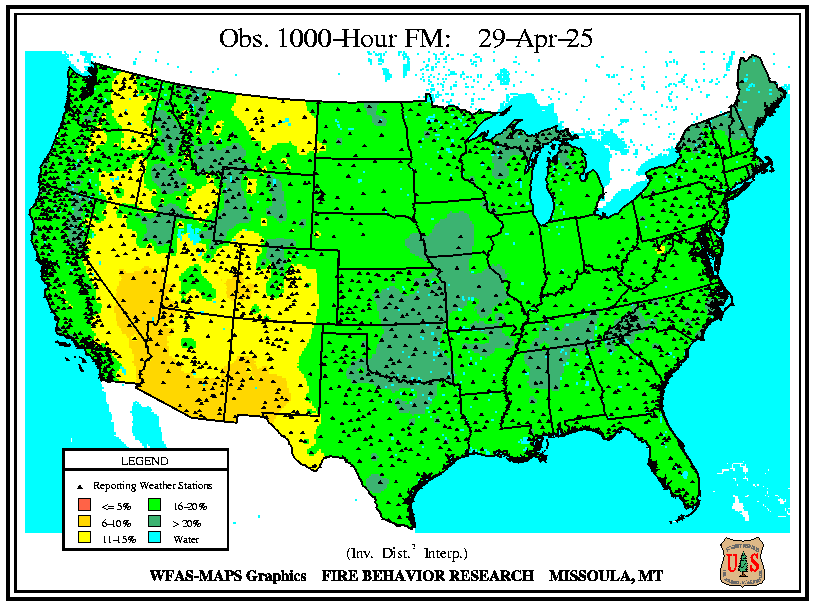 Obs. 1000-Hour FM: 29-Apr-25
LEGEND
Reporting Weather Stations
<= 5% 16-20%
6-10% > 20%
11-15% Water
(Inv. Dist.² Interp.)
WFAS-MAPS Graphics FIRE BEHAVIOR RESEARCH MISSOULA, MT
U S